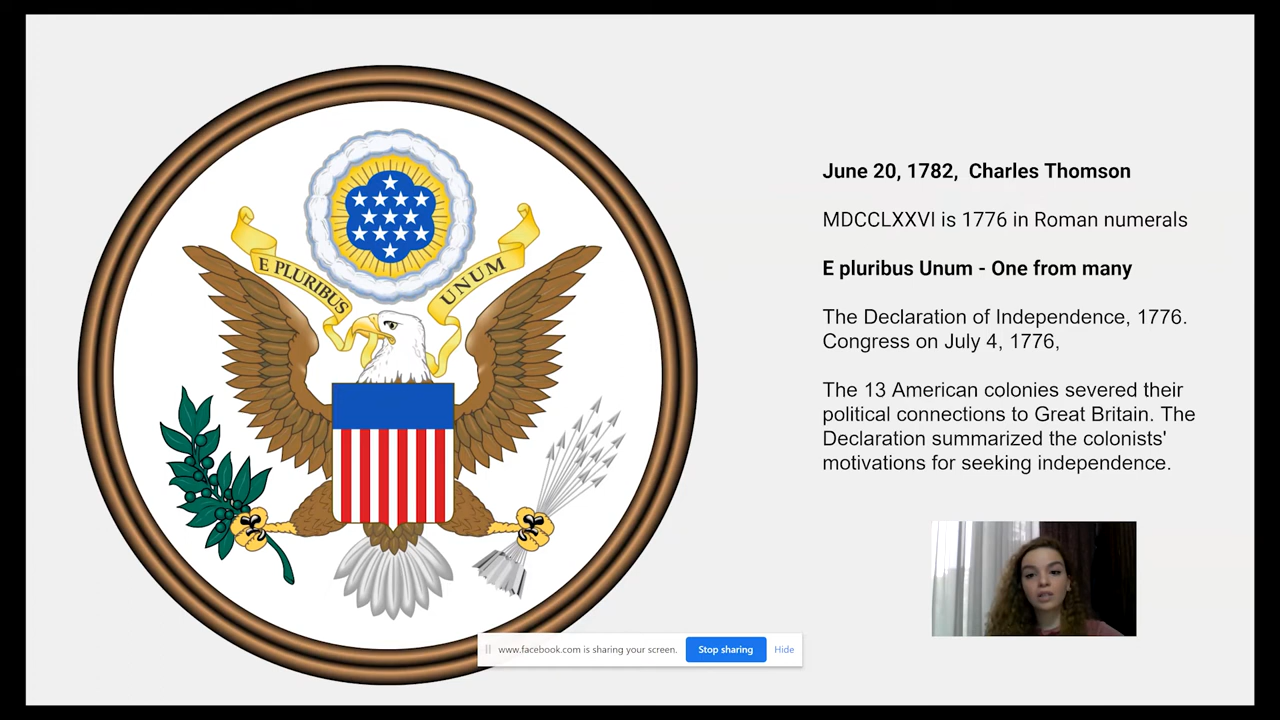 E PLURIBUS
UNUM
June 20, 1782,  Charles Thomson
MDCCLXXVI is 1776 in Roman numerals
E pluribus Unum - One from many
The Declaration of Independence, 1776.
Congress on July 4, 1776,
The 13 American colonies severed their
political connections to Great Britain. The
Declaration summarized the colonists'
motivations for seeking independence.
www.facebook.com is sharing your screen.
Stop sharing
Hide